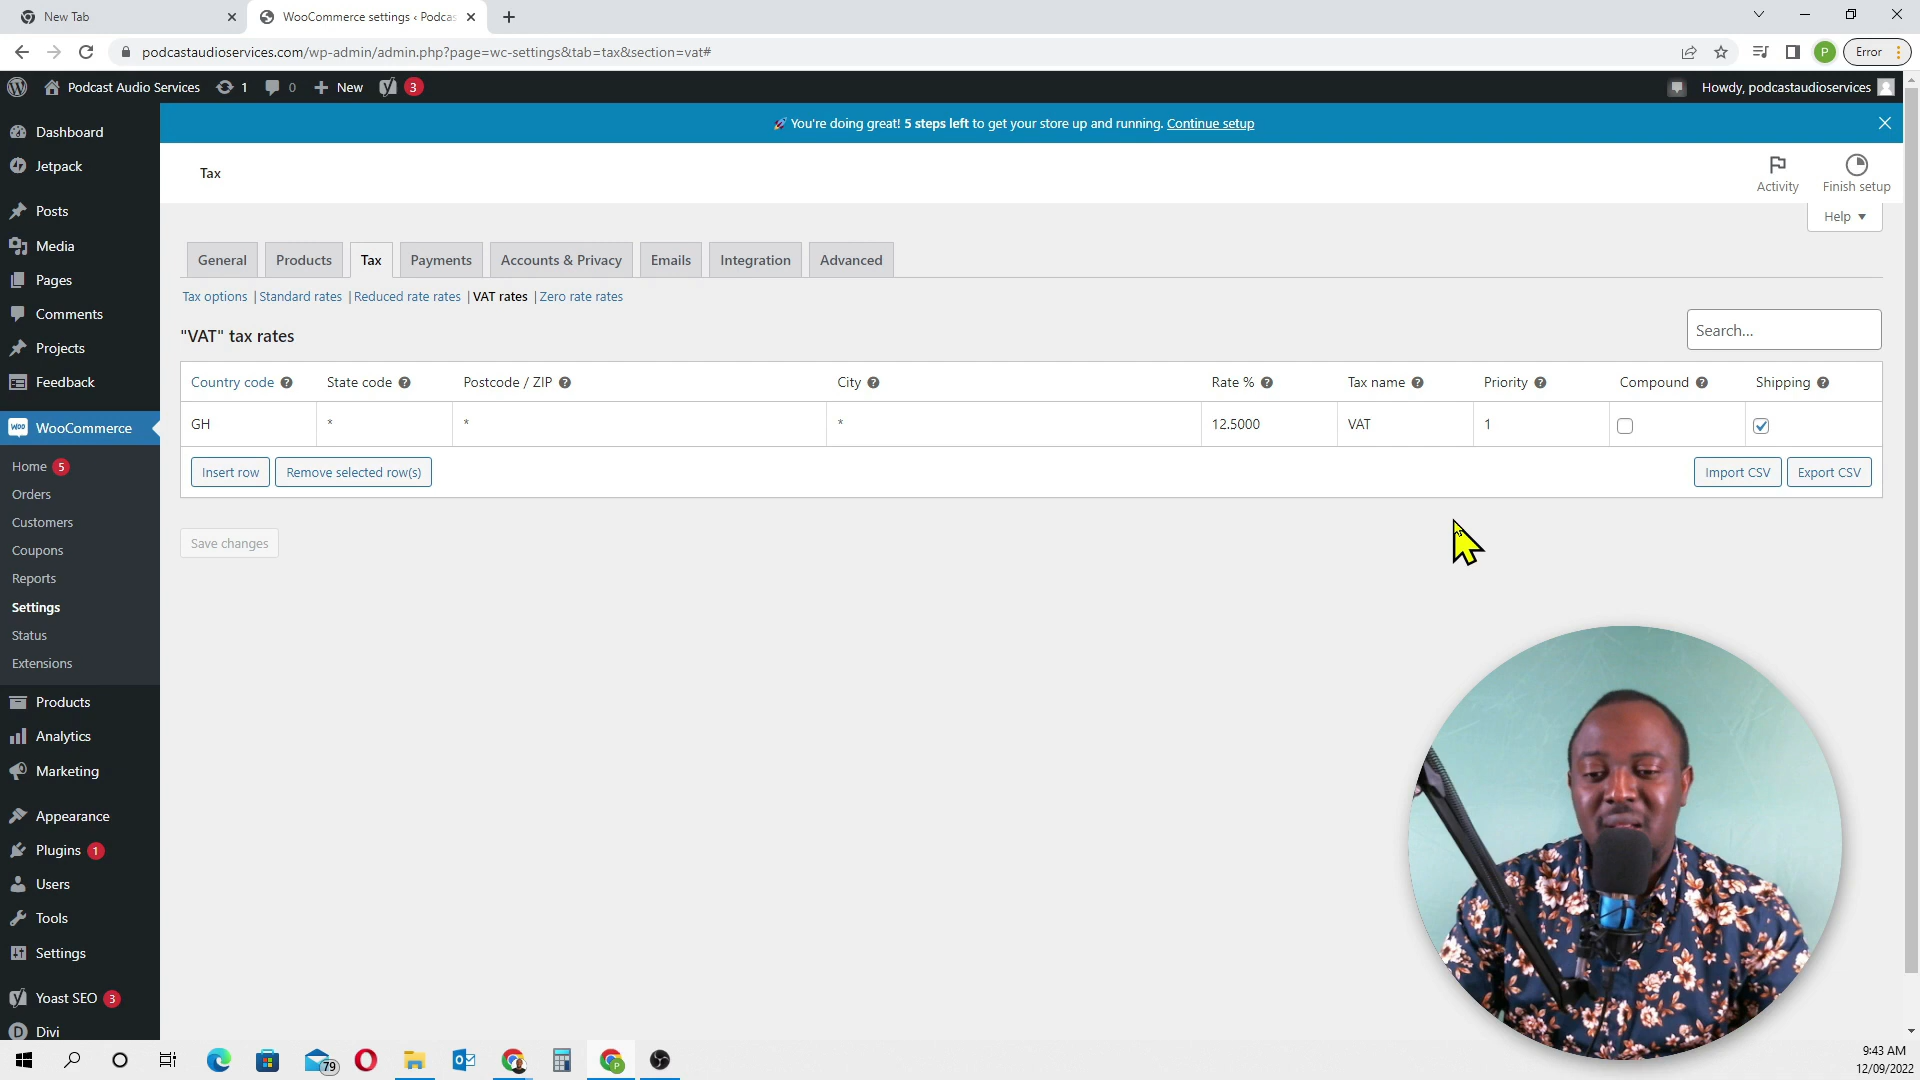 New Tab
WooCommerce settings ‹ Podcas
podcastaudioservices.com/wp-admin/admin.php?page=wc-settings&tab=tax&section=vat#
P
Error
Podcast Audio Services
1
0
New
3
Howdy, podcastaudioservices
You're doing great! 5 steps left to get your store up and running. Continue setup
Tax
Activity
Finish setup
Help
General
Products
Tax
Payments
Accounts & Privacy
Emails
Integration
Advanced
Tax options | Standard rates | Reduced rate rates | VAT rates | Zero rate rates
"VAT" tax rates
Search...
Country code
State code
Postcode / ZIP
City
Rate %
Tax name
Priority
Compound
Shipping
GH
*
*
*
12.5000
VAT
1
Insert row
Remove selected row(s)
Import CSV
Export CSV
Save changes
Dashboard
Jetpack
Posts
Media
Pages
Comments
Projects
Feedback
Woo
WooCommerce
Home 5
Orders
Customers
Coupons
Reports
Settings
Status
Extensions
Products
Analytics
Marketing
Appearance
Plugins 1
Users
Tools
Settings
Yoast SEO 3
D Divi
79
P
9:43 AM
12/09/2022